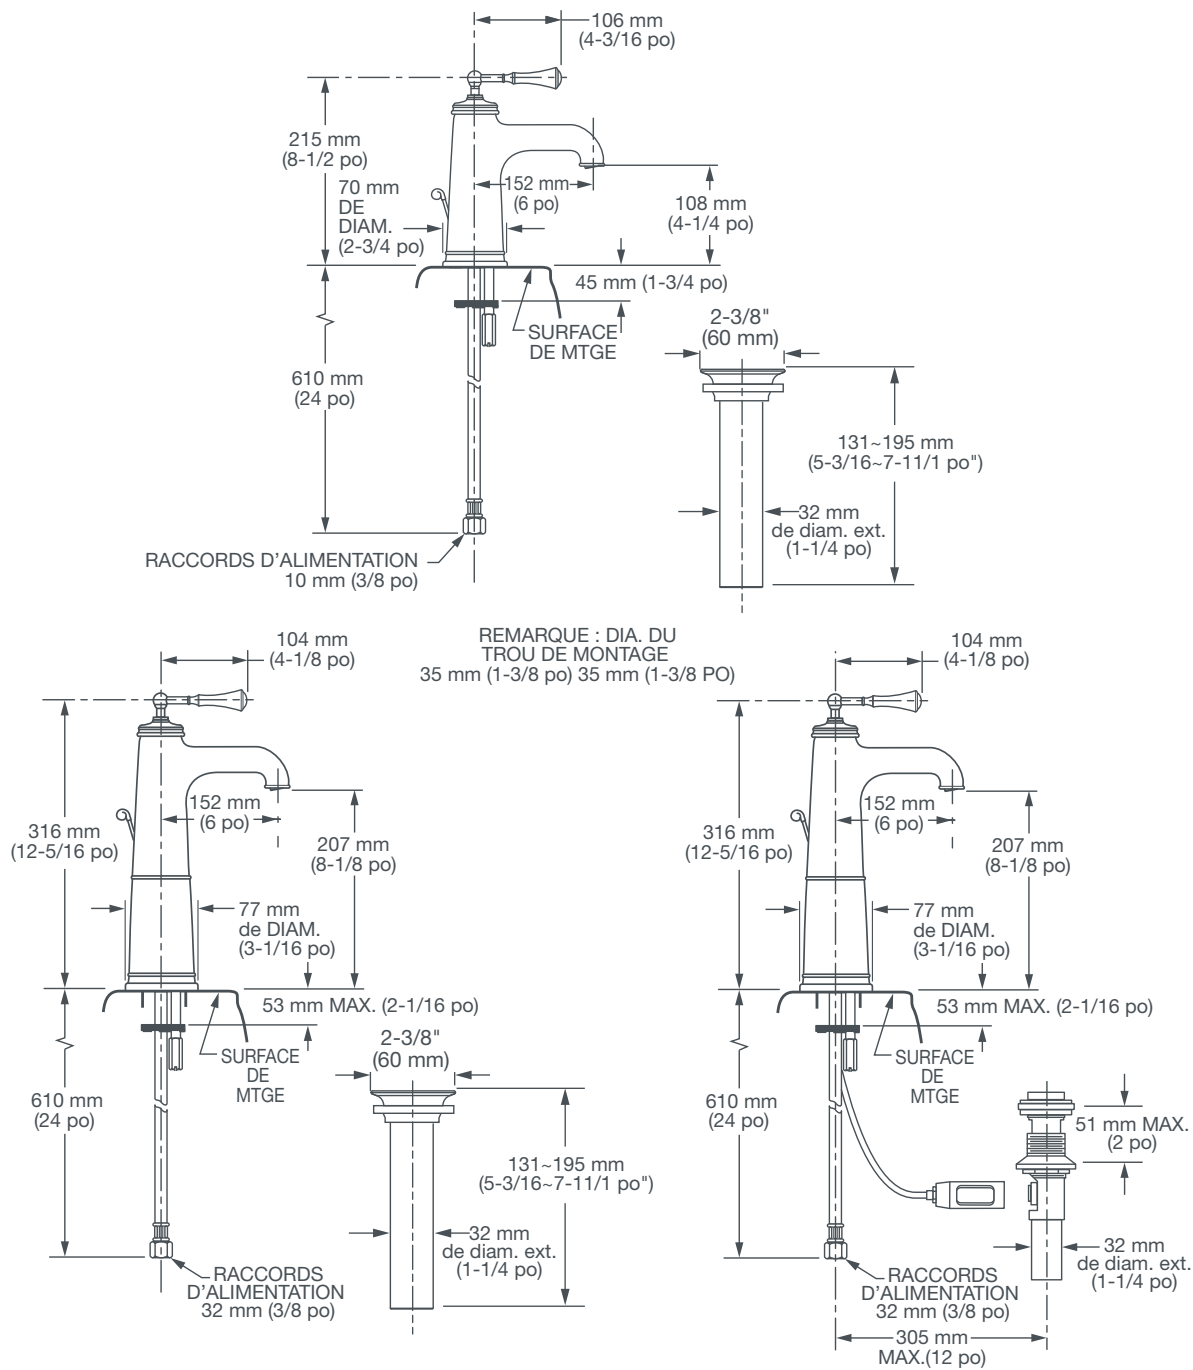 106 mm
(4-3/16 po)
215 mm
(8-1/2 po)
70 mm
DE
DIAM.
(2-3/4 po)
152 mm
(6 po)
108 mm
(4-1/4 po)
45 mm (1-3/4 po)
SURFACE
DE MTGE
610 mm
(24 po)
RACCORDS D'ALIMENTATION
10 mm (3/8 po)
2-3/8"
(60 mm)
131~195 mm
(5-3/16~7-11/1 po")
32 mm
de diam. ext.
(1-1/4 po)
REMARQUE : DIA. DU
TROU DE MONTAGE
35 mm (1-3/8 po) 35 mm (1-3/8 PO)
104 mm
(4-1/8 po)
316 mm
(12-5/16 po)
152 mm
(6 po)
207 mm
(8-1/8 po)
77 mm
de DIAM.
(3-1/16 po)
53 mm MAX. (2-1/16 po)
SURFACE
DE
MTGE
610 mm
(24 po)
RACCORDS
D'ALIMENTATION
32 mm (3/8 po)
2-3/8"
(60 mm)
131~195 mm
(5-3/16~7-11/1 po")
32 mm
de diam. ext.
(1-1/4 po)
104 mm
(4-1/8 po)
316 mm
(12-5/16 po)
152 mm
(6 po)
207 mm
(8-1/8 po)
77 mm
de DIAM.
(3-1/16 po)
53 mm MAX. (2-1/16 po)
SURFACE
DE
MTGE
610 mm
(24 po)
51 mm MAX.
(2 po)
32 mm
de diam. ext.
(1-1/4 po)
RACCORDS
D'ALIMENTATION
32 mm (3/8 po)
305 mm
MAX.(12 po)